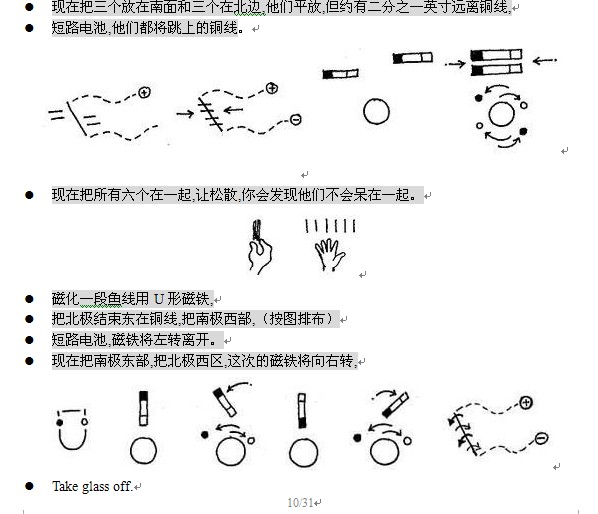 现在把三个放在南面和三个在北边,他们平放,但约有二分之一英寸远离铜线,
短路电池,他们都将跳上的铜线。
现在把所有六个在一起,让松散,你会发现他们不会呆在一起。
磁化一段鱼线用 U 形磁铁,
把北极结束东在铜线,把南极西部,（按图排布）
短路电池,磁铁将左转离开。
现在把南极东部,把北极西区,这次的磁铁将向右转,
Take glass off.
10/31